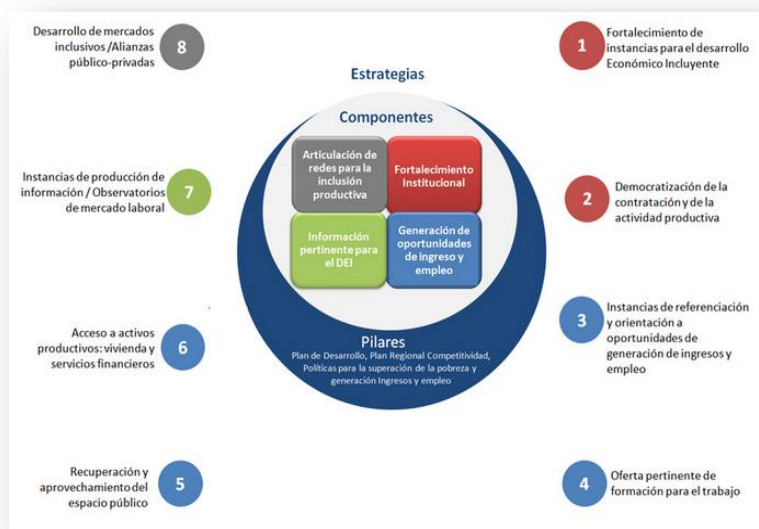 Desarrollo de mercados
inclusivos /Alianzas
público-privadas
8
1
Fortalecimiento de
instancias para el desarrollo
Económico Incluyente
Estrategias
Componentes
Articulación de
redes para la
inclusión
productiva
Fortalecimiento
Institucional
Información
pertinente para
el DEI
Generación de
oportunidades
de ingreso y
empleo
Instancias de producción de
información / Observatorios
de mercado laboral
7
2
Democratización de la
contratación y de la
actividad productiva
Acceso a activos
productivos: vivienda y
servicios financieros
6
3
Instancias de referenciación
y orientación a
oportunidades de
generación de ingresos y
empleo
Pilares
Plan de Desarrollo, Plan Regional Competitividad,
Políticas para la superación de la pobreza y
generación Ingresos y empleo
Recuperación y
aprovechamiento del
espacio público
5
4
Oferta pertinente de
formación para el trabajo